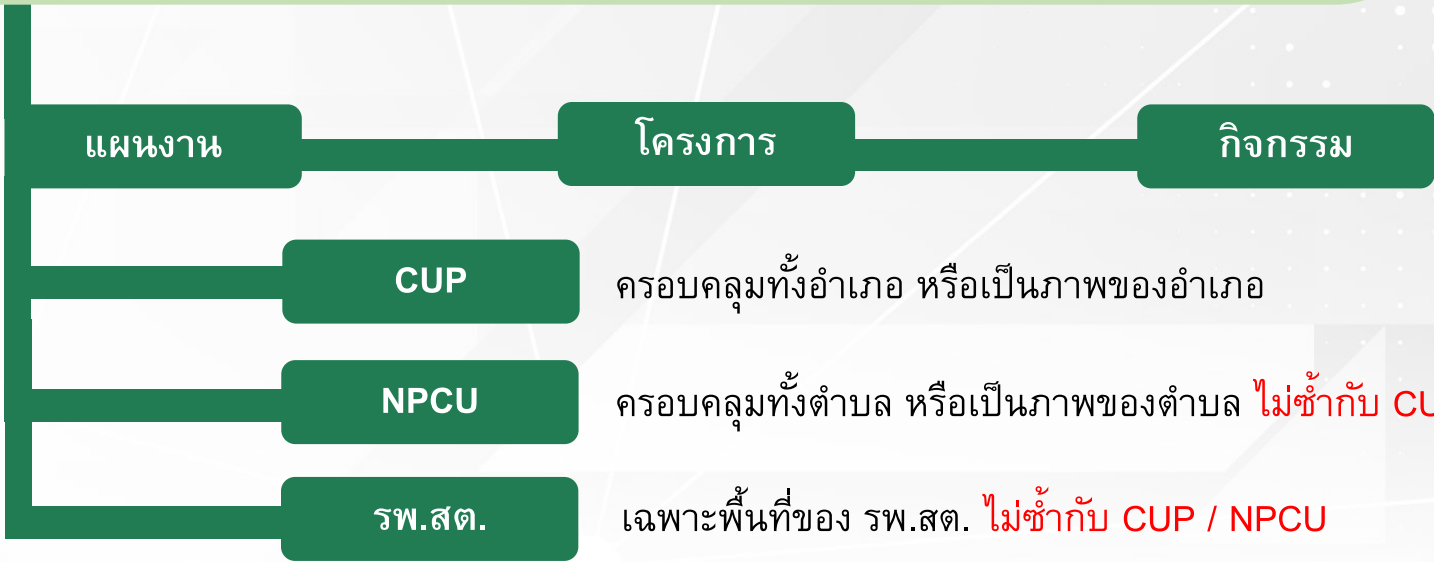 แผนงาน โครงการ กิจกรรม
CUP ครอบคลุมทั้งอำเภอ หรือเป็นภาพของอำเภอ
NPCU ครอบคลุมทั้งตำบล หรือเป็นภาพของตำบล ไม่ซ้ำกับ
รพ.สต. เฉพาะพื้นที่ของ รพ.สต. ไม่ซ้ำกับ CUP / NPCU